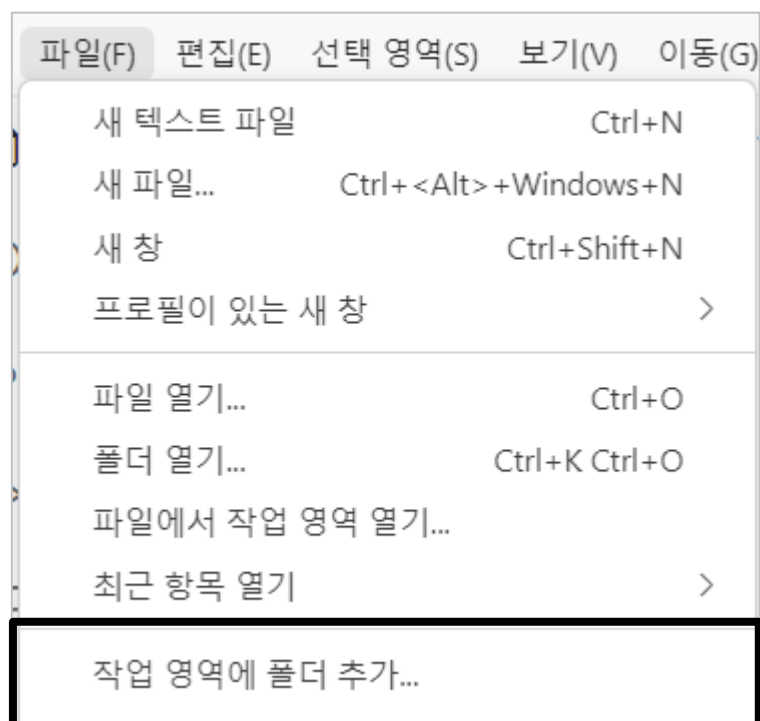 파일(F) 편집(E) 선택 영역(S) 보기(V) 이동(G)
새 텍스트 파일 Ctrl+N
새 파일... Ctrl+<Alt>+Windows+N
새 창 Ctrl+Shift+N
프로필이 있는 새 창 >
파일 열기... Ctrl+O
폴더 열기... Ctrl+K Ctrl+O
파일에서 작업 영역 열기...
최근 항목 열기 >
작업 영역에 폴더 추가...